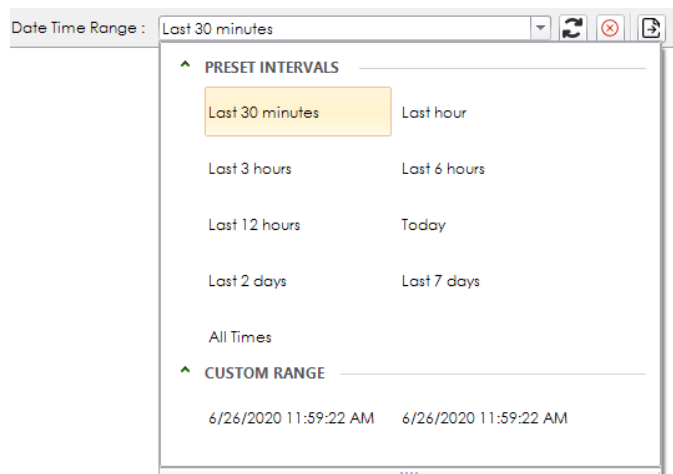 Date Time Range : Last 30 minutes
PRESET INTERVALS
Last 30 minutes Last hour
Last 3 hours Last 6 hours
Last 12 hours Today
Last 2 days Last 7 days
All Times
CUSTOM RANGE
6/26/2020 11:59:22 AM 6/26/2020 11:59:22 AM